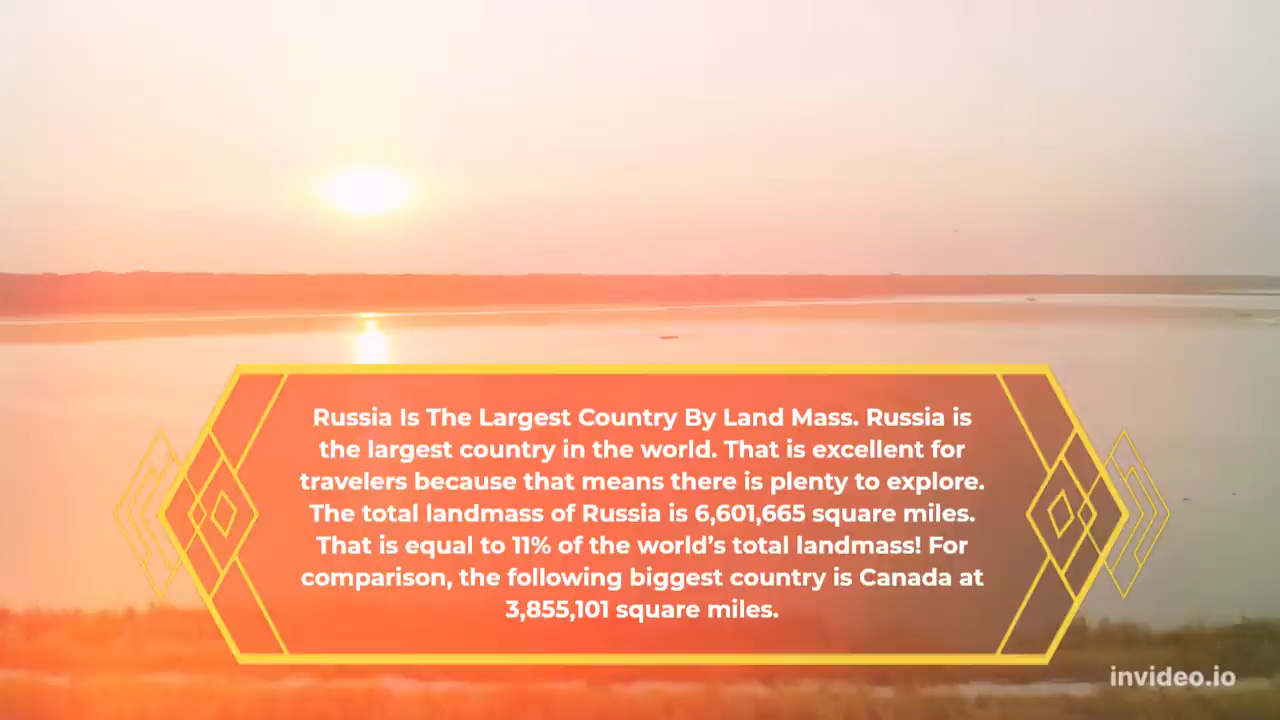 Russia Is The Largest Country By Land Mass. Russia is
the largest country in the world. That is excellent for
travelers because that means there is plenty to explore.
The total landmass of Russia is 6,601,665 square miles.
That is equal to 11% of the world’s total landmass! For
comparison, the following biggest country is Canada at
3,855,101 square miles.
invideo.io